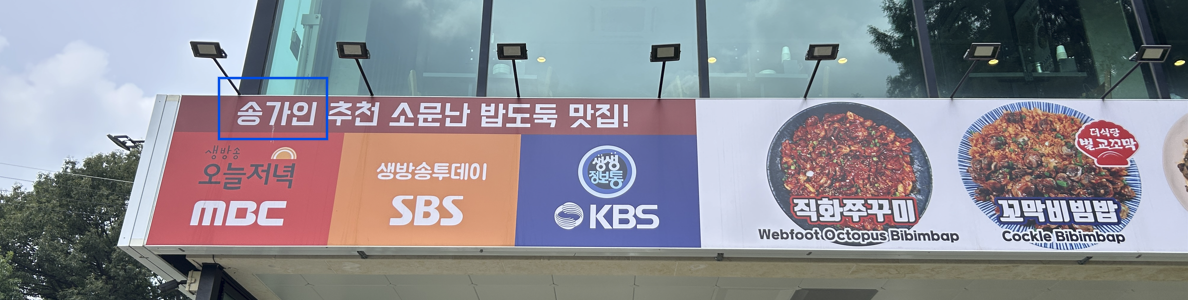 송가인 추천 소문난 밥도둑 맛집!
생방송
오늘저녁
MBC
생방송투데이
SBS
생생
정보통
KBS
직화쭈꾸미
Webfoot Octopus Bibimbap
더식당
벌교꼬막
꼬막비빔밥
Cockle Bibimbap